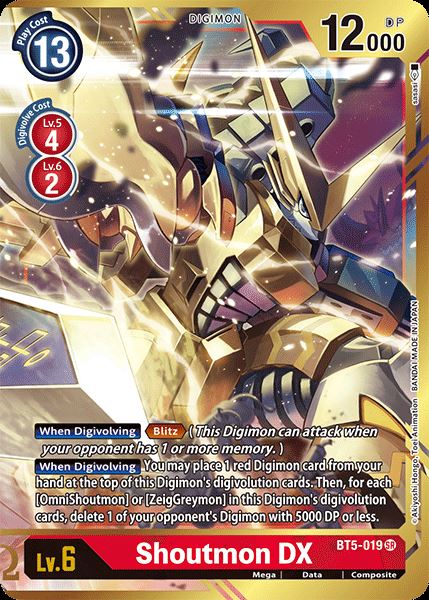 Play Cost
13
DIGIMON
12000
DP
sasasi
Digivolve Cost
Lv.5
4
Lv.6
2
When Digivolving Blitz (This Digimon can attack when
your opponent has 1 or more memory.)
When Digivolving You may place 1 red Digimon card from your
hand at the top of this Digimon's digivolution cards. Then, for each
[OmniShoutmon] or [ZeigGreymon] in this Digimon's digivolution
cards, delete 1 of your opponent's Digimon with 5000 DP or less.
©Akiyoshi Hongo, Toei Animation | BANDAI MADE IN JAPAN
2
Lv.6
Shoutmon DX
BT5-019 SR
Mega | Data | Composite